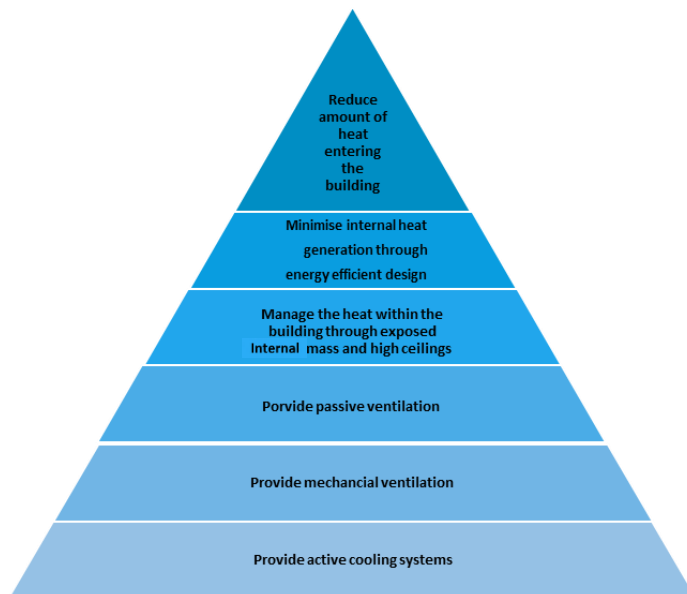 Reduce
amount of
heat
entering
the
building
Minimise internal heat
generation through
energy efficient design
Manage the heat within the
building through exposed
Internal mass and high ceilings
Porvide passive ventilation
Provide mechancial ventilation
Provide active cooling systems